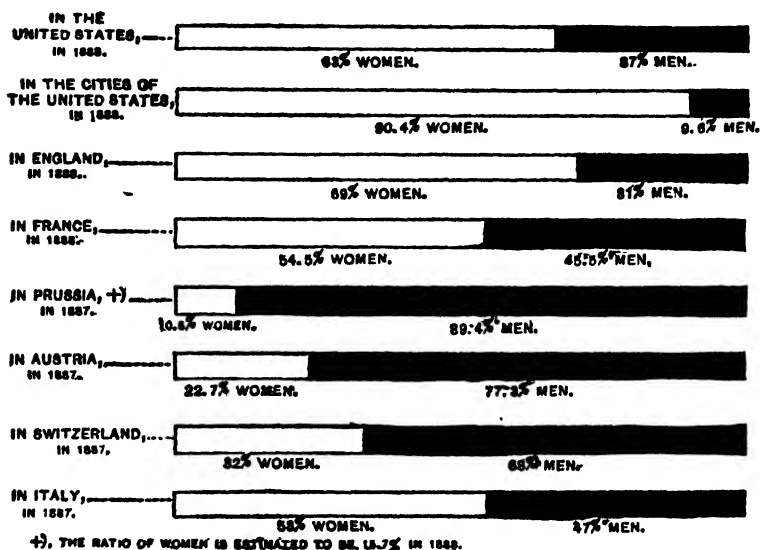 IN THE
UNITED STATES,
IN 1888.
63% WOMEN. 37% MEN.
IN THE CITIES OF
THE UNITED STATES,
IN 1888.
90.4% WOMEN. 9.6% MEN.
IN ENGLAND,
IN 1888.
69% WOMEN. 31% MEN.
IN FRANCE,
IN 1888.
54.5% WOMEN. 45.5% MEN.
IN PRUSSIA, +)
IN 1887.
10.6% WOMEN. 89.4% MEN.
IN AUSTRIA,
IN 1887.
22.7% WOMEN. 77.3% MEN.
IN SWITZERLAND,
IN 1887.
32% WOMEN. 68% MEN.
IN ITALY,
IN 1887.
53% WOMEN. 47% MEN.
+). THE RATIO OF WOMEN IS ESTIMATED TO BE IN 1888.